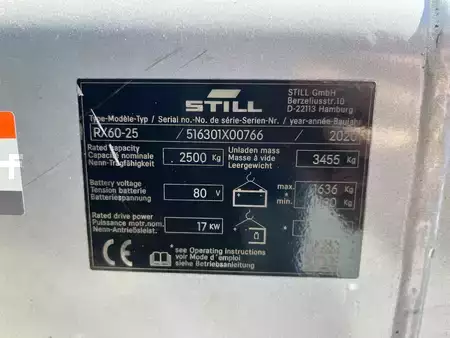 STILL
STILL GmbH
Berzeliusstr.10
D-22113 Hamburg
Type-Modèle-Typ / Serial no.-No. de série-Serien-Nr. / year-année-Baujahr
RX60-25 / 516301X00766 / 2020
Rated capacity
Capacité nominale
Nenn-Tragfähigkeit
2500 Kg
Unladen mass
Masse à vide
Leergewicht
3455 Kg
Battery voltage
Tension batterie
Batteriespannung
80 V
max. 1636 Kg
* min. Kg
Rated drive power
Puissance motr.nom.
Nenn-Antriebsleist.
17 KW
*
CE
*see Operating Instructions
voir Mode d'emploi
siehe Betriebsanleitung